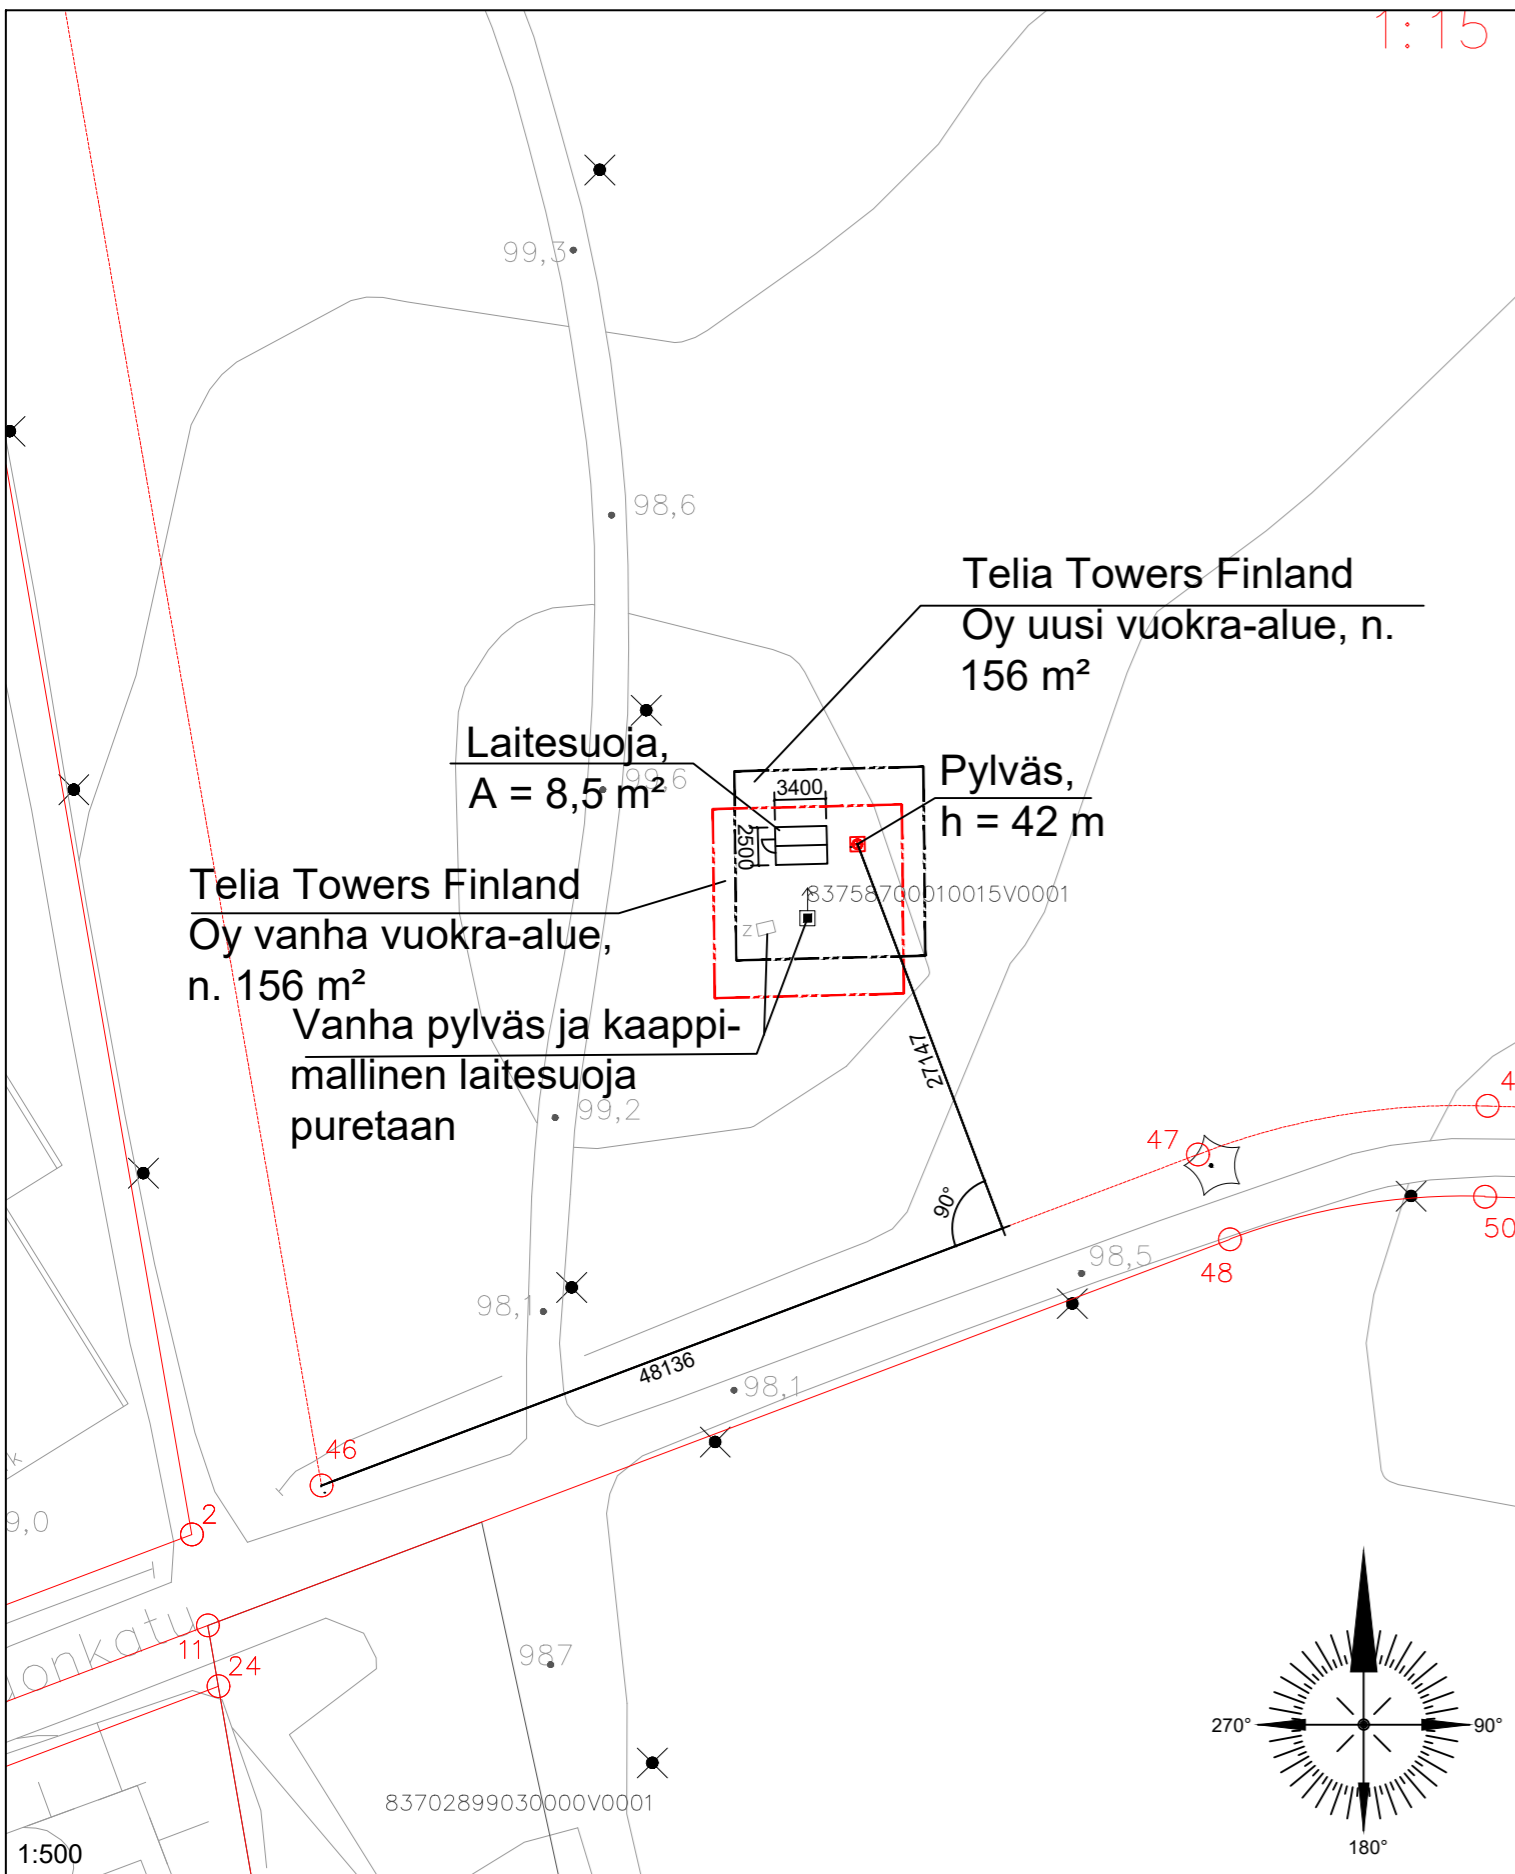 1:15
99,3
98,6
Telia Towers Finland
Oy uusi vuokra-alue, n.
156 m²
Laitesuoja,
A = 8,5 m²
99,6
3400
2500
Pylväs,
h = 42 m
Telia Towers Finland
Oy vanha vuokra-alue,
n. 156 m²
83758700010015V0001
z
Vanha pylväs ja kaappi-
mallinen laitesuoja
puretaan
27147
99,2
47
90°
50
48
98,5
98,1
48136
98,1
46
2
9,0
k
onkatu
11
24
987
83702899030000V0001
270°
90°
180°
1:500